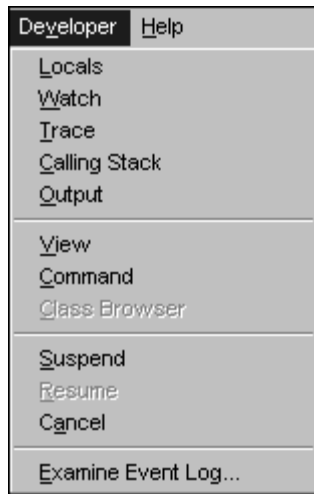 Developer Help
Locals
Watch
Trace
Calling Stack
Output
View
Command
Class Browser
Suspend
Resume
Cancel
Examine Event Log...